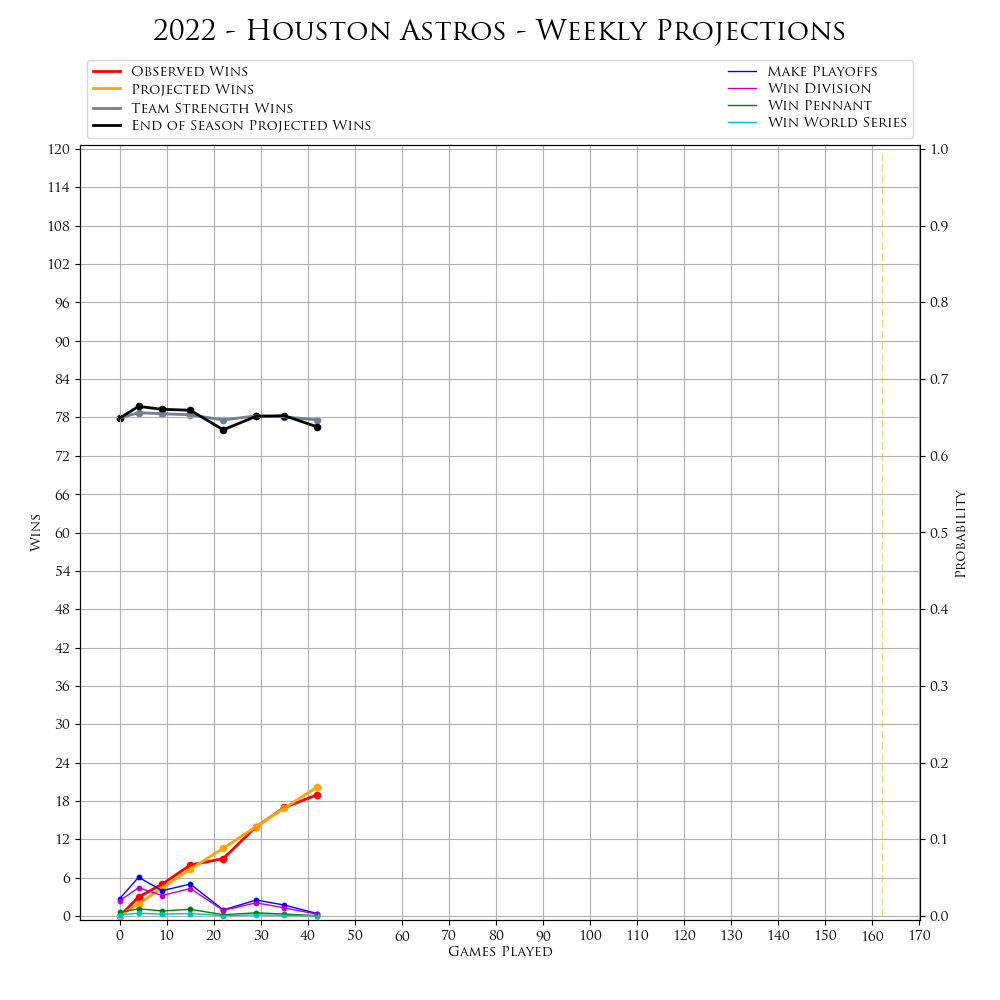 2022 - Houston Astros - Weekly Projections
Observed Wins
Projected Wins
Team Strength Wins
End of Season Projected Wins
Make Playoffs
Win Division
Win Pennant
Win World Series
120
114
108
102
96
90
84
78
72
66
60
54
48
42
36
30
24
18
12
6
0
Wins
1.0
0.9
0.8
0.7
0.6
0.5
0.4
0.3
0.2
0.1
0.0
Probability
0 10 20 30 40 50 60 70 80 90 100 110 120 130 140 150 160 170
Games Played